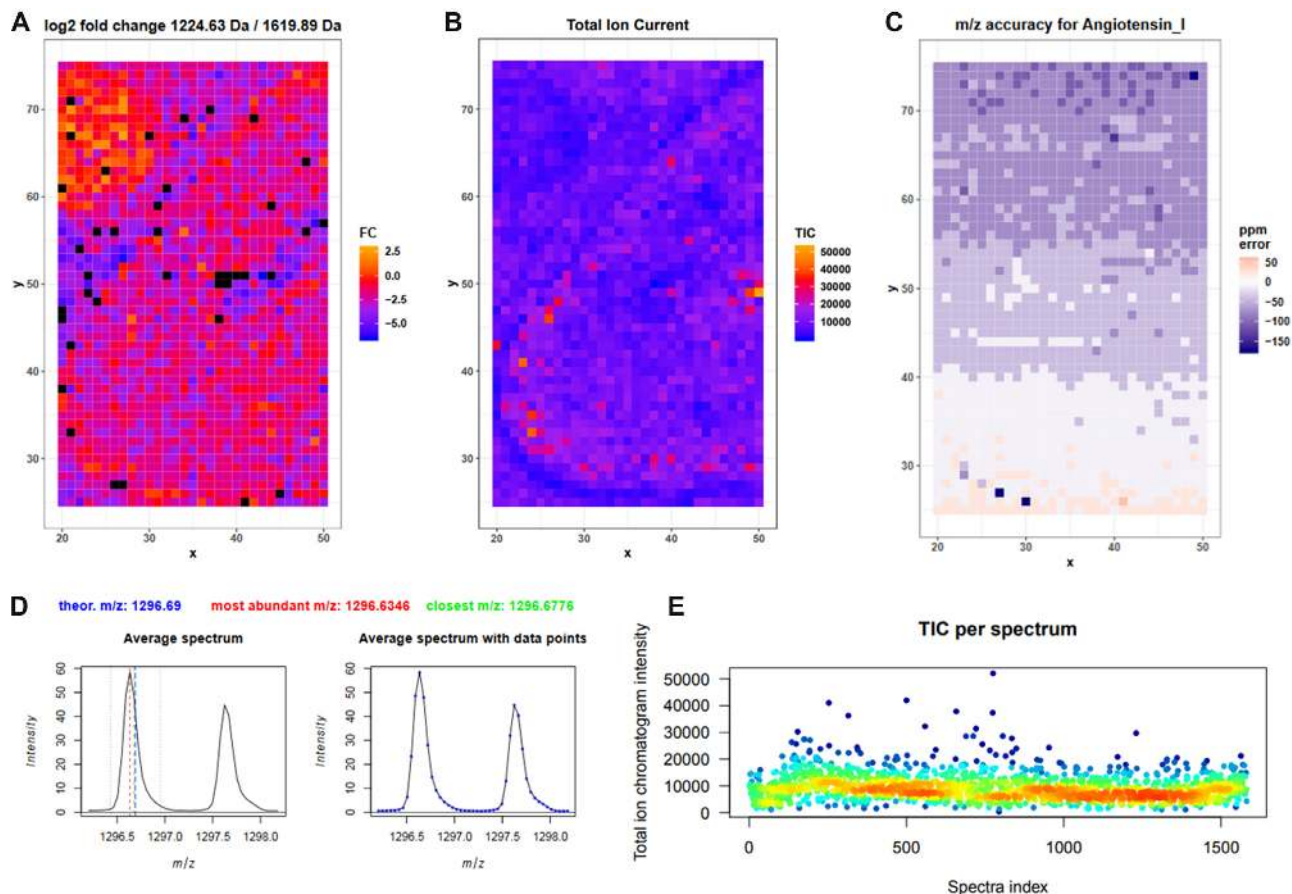 A
log2 fold change 1224.63 Da / 1619.89 Da
70
60
50
40
30
y
20 30 40 50
x
FC
2.5
0.0
−2.5
−5.0
B
Total Ion Current
70
60
50
40
30
y
20 30 40 50
x
TIC
50000
40000
30000
20000
10000
C
m/z accuracy for Angiotensin_I
70
60
50
40
30
y
20 30 40 50
x
ppm
error
50
0
−50
−100
−150
D
theor. m/z: 1296.69 most abundant m/z: 1296.6346 closest m/z: 1296.6776
Average spectrum
60
50
40
30
20
10
0
Intensity
1296.5 1297.0 1297.5 1298.0
m/z
Average spectrum with data points
60
50
40
30
20
10
0
Intensity
1296.5 1297.0 1297.5 1298.0
m/z
E
TIC per spectrum
Total ion chromatogram intensity
50000
40000
30000
20000
10000
0
0 500 1000 1500
Spectra index